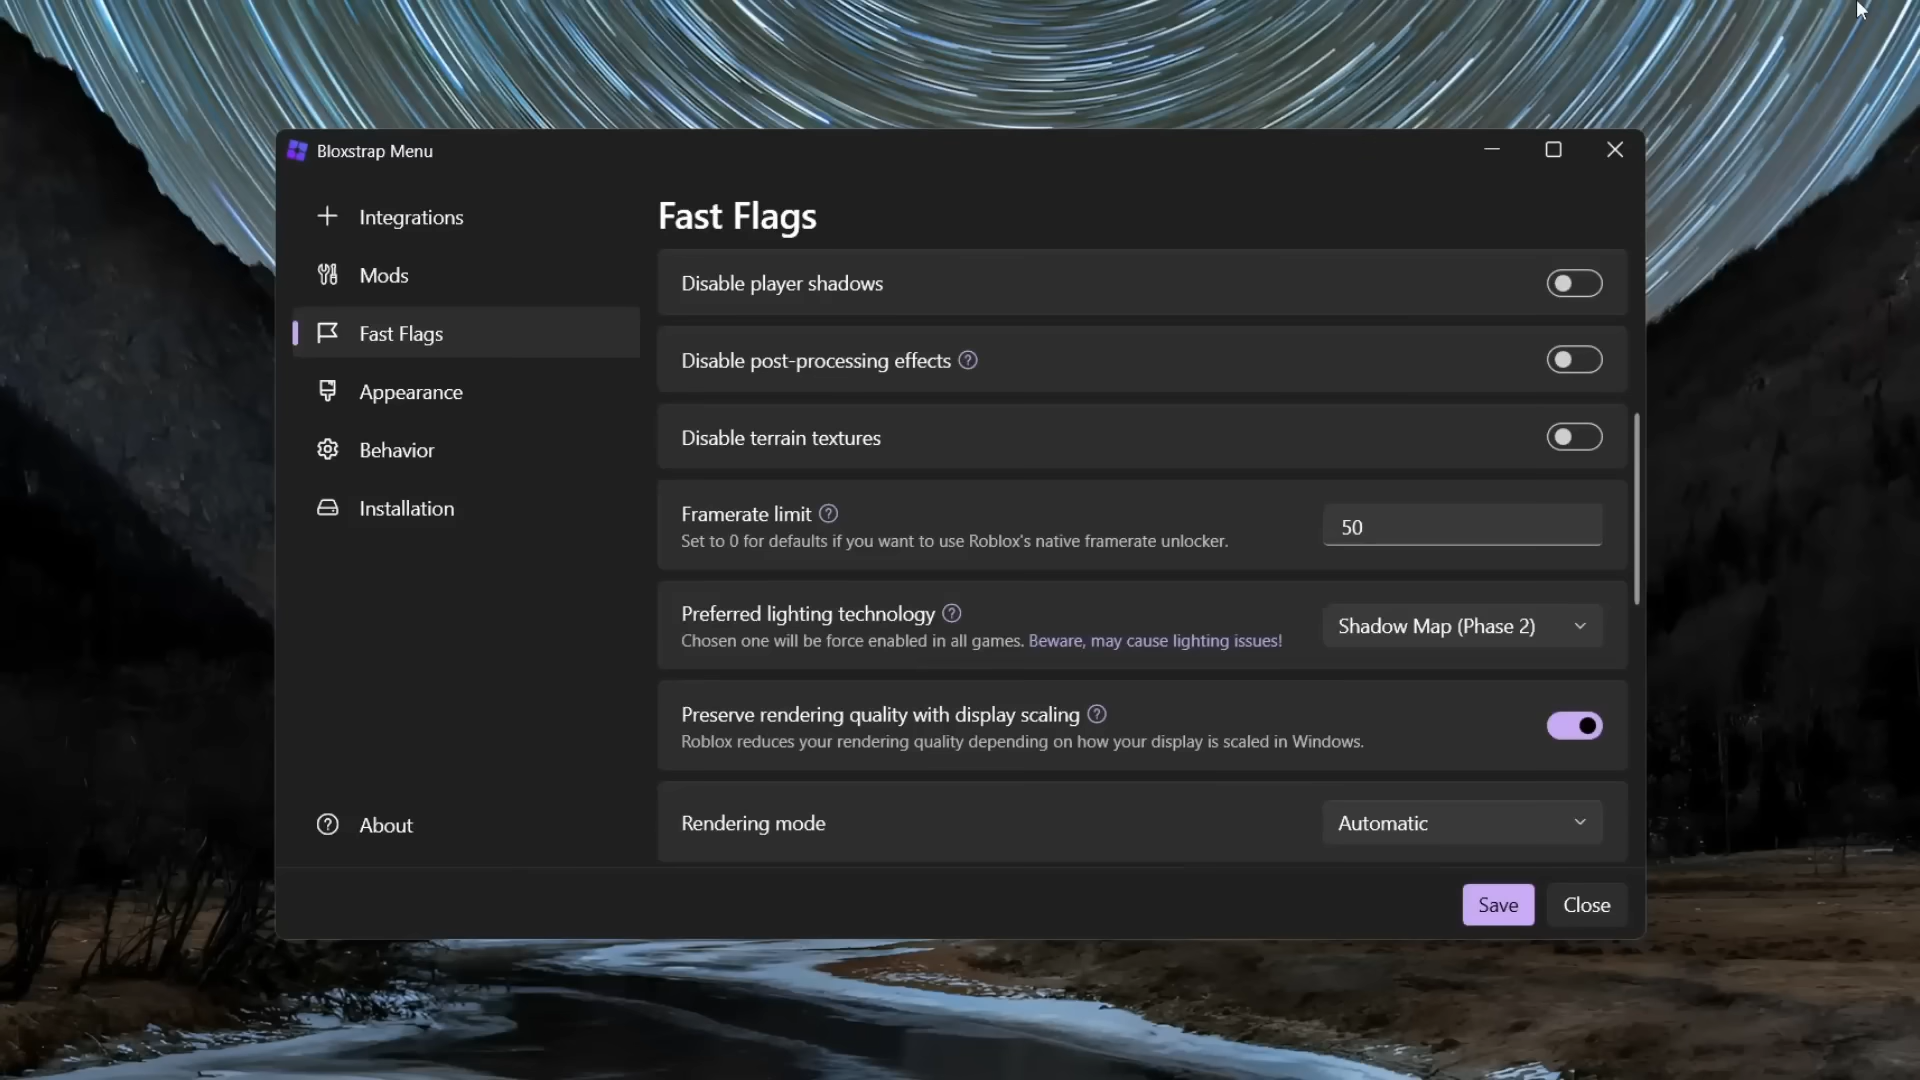 Bloxstrap Menu
Integrations
Mods
Fast Flags
Appearance
Behavior
Installation
About
Fast Flags
Disable player shadows
Disable post-processing effects
Disable terrain textures
Framerate limit
Set to 0 for defaults if you want to use Roblox's native framerate unlocker.
50
Preferred lighting technology
Chosen one will be force enabled in all games. Beware, may cause lighting issues!
Shadow Map (Phase 2)
Preserve rendering quality with display scaling
Roblox reduces your rendering quality depending on how your display is scaled in Windows.
Rendering mode
Automatic
Save
Close